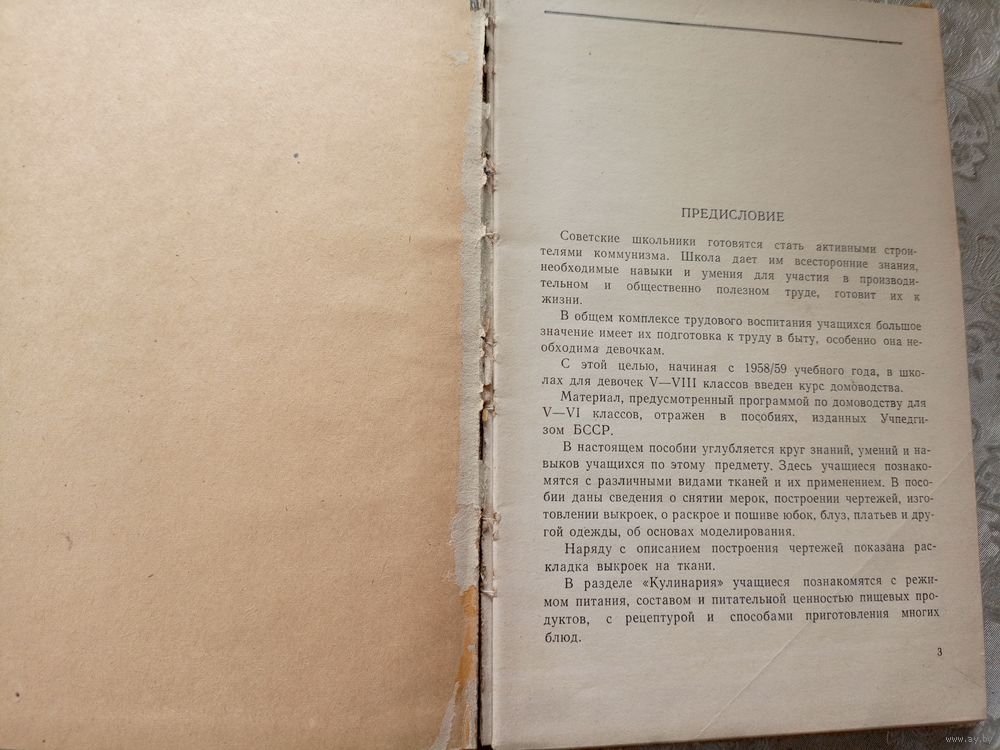 ПРЕДИСЛОВИЕ
Советские школьники готовятся стать активными строи-
телями коммунизма. Школа дает им всесторонние знания,
необходимые навыки и умения для участия в производи-
тельном и общественно полезном труде, готовит их к
жизни.
В общем комплексе трудового воспитания учащихся большое
значение имеет их подготовка к труду в быту, особенно она не-
обходима девочкам.
С этой целью, начиная с 1958/59 учебного года, в шко-
лах для девочек V—VIII классов введен курс домоводства.
Материал, предусмотренный программой по домоводству для
V—VI классов, отражен в пособиях, изданных Учпедги-
зом БССР.
В настоящем пособии углубляется круг знаний, умений и на-
выков учащихся по этому предмету. Здесь учащиеся познако-
мятся с различными видами тканей и их применением. В посо-
бии даны сведения о снятии мерок, построении чертежей, изго-
товлении выкроек, о раскрое и пошиве юбок, блуз, платьев и дру-
гой одежды, об основах моделирования.
Наряду с описанием построения чертежей показана рас-
кладка выкроек на ткани.
В разделе «Кулинария» учащиеся познакомятся с режи-
мом питания, составом и питательной ценностью пищевых про-
дуктов, с рецептурой и способами приготовления многих
блюд.
3
www.ay.by